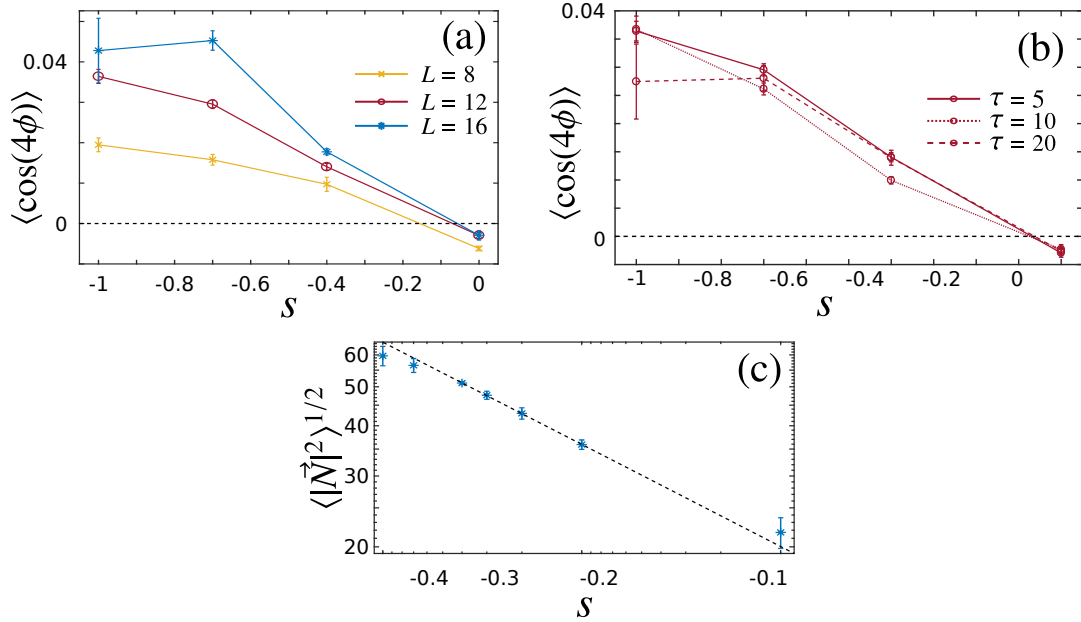 (a)
⟨cos(4ϕ)⟩
0.04
0
L = 8
L = 12
L = 16
-1 -0.8 -0.6 -0.4 -0.2 0
s
(b)
⟨cos(4ϕ)⟩
0.04
0
τ = 5
τ = 10
τ = 20
-1 -0.8 -0.6 -0.4 -0.2 0
s
(c)
⟨|N⃗|²⟩^{1/2}
60
50
40
30
20
-0.4 -0.3 -0.2 -0.1
s